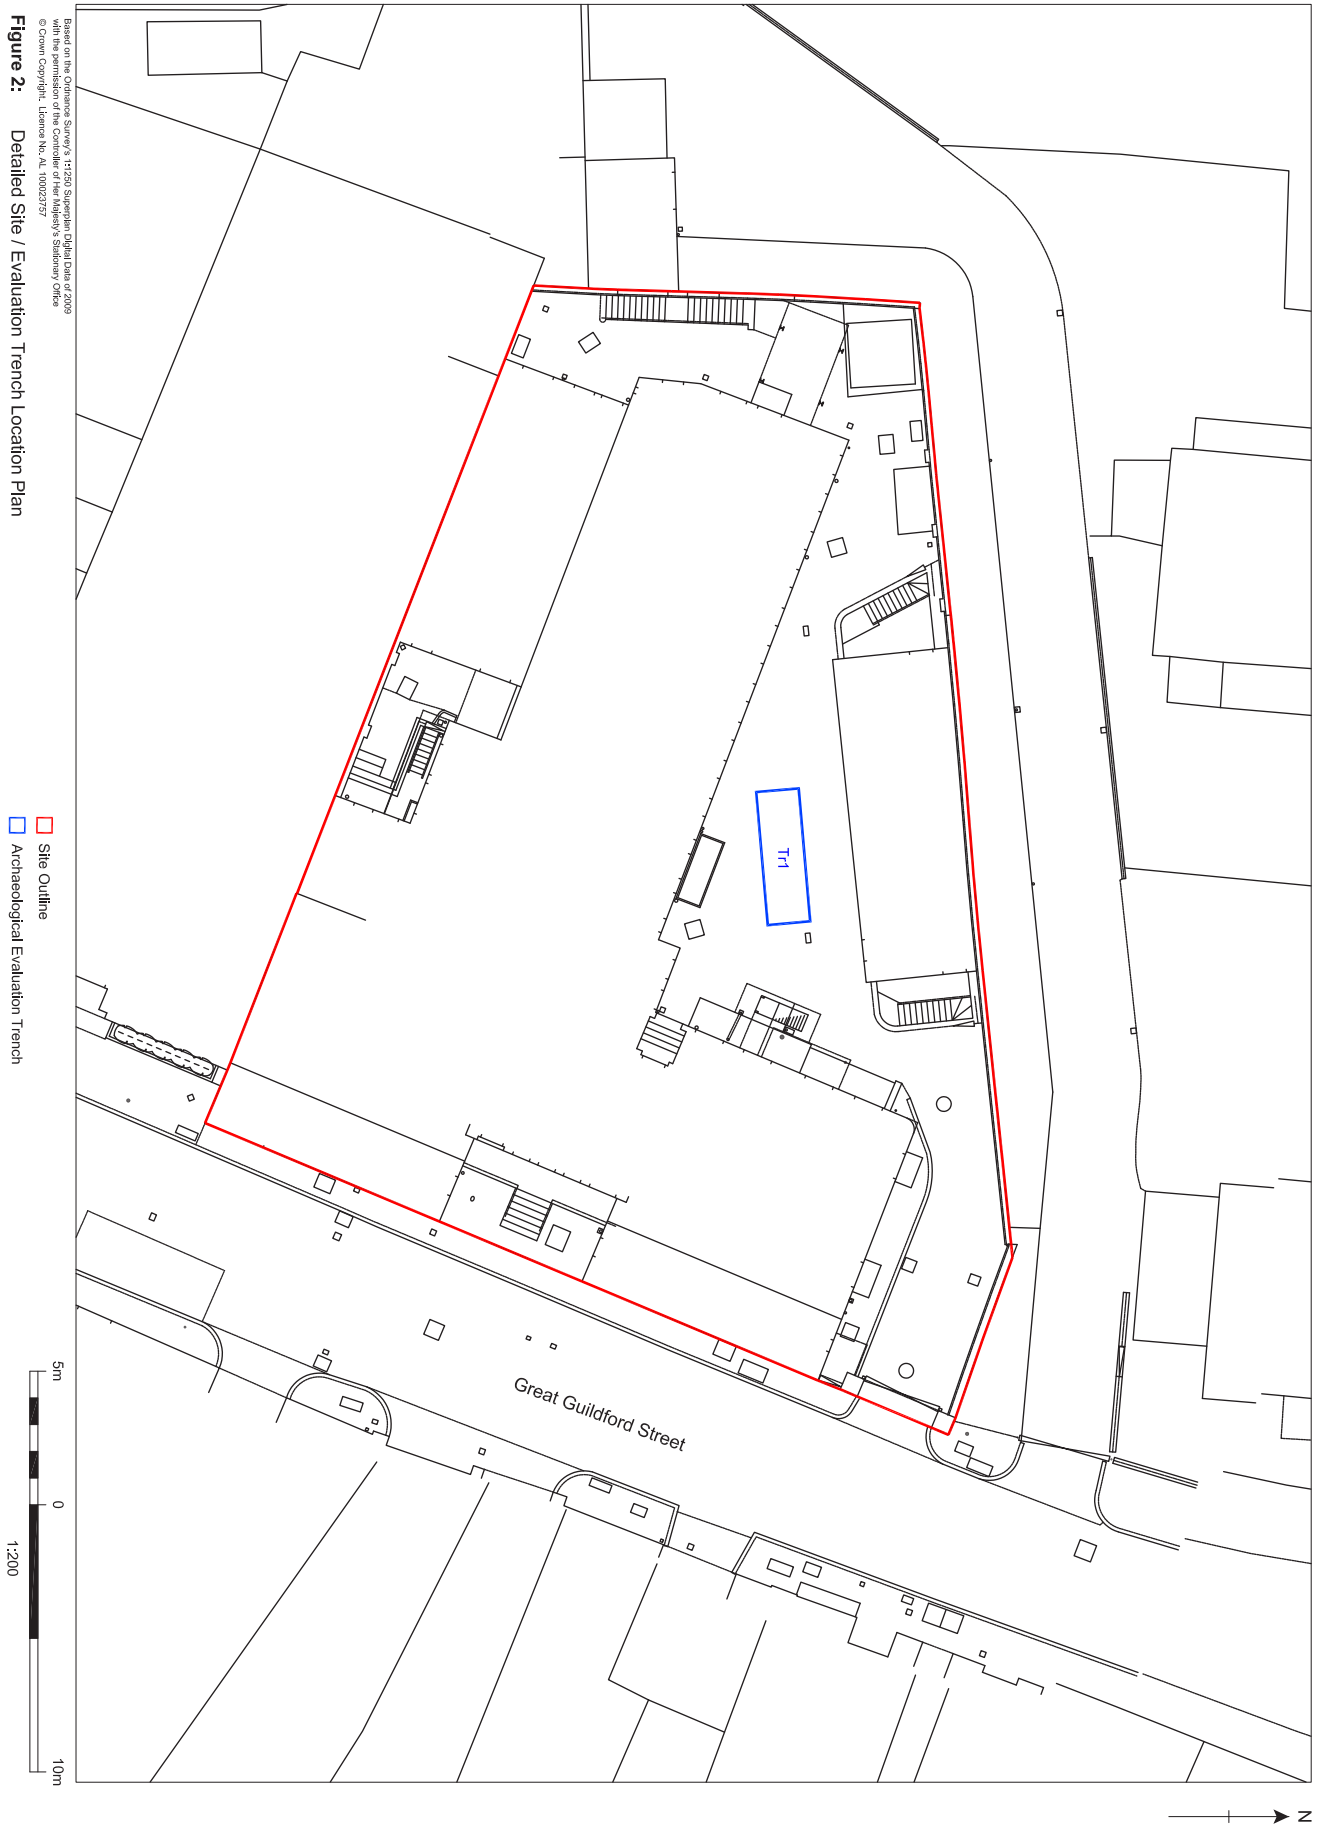 Tr1
Great Guildford Street
N
Based on the Ordnance Survey's 1:1250 Superplan Digital Data of 2009
with the permission of the Controller of Her Majesty's Stationary Office
© Crown Copyright. Licence No. AL 100023757
Figure 2: Detailed Site / Evaluation Trench Location Plan
Site Outline
Archaeological Evaluation Trench
5m 0 10m
1:200